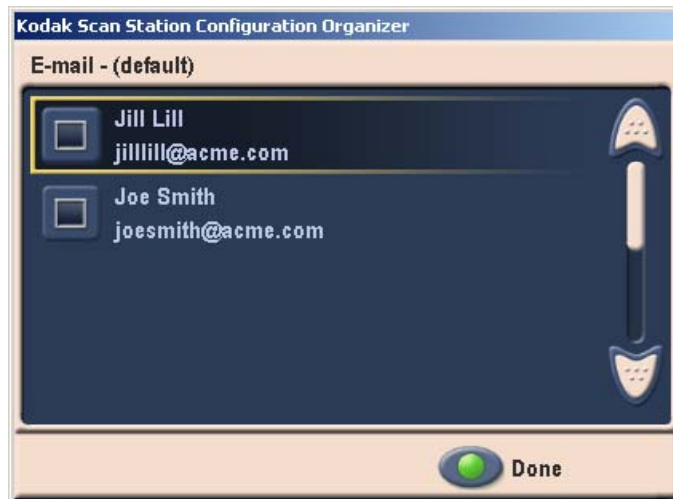 Kodak Scan Station Configuration Organizer
E-mail - (default)
Jill Lill
jilllill@acme.com
Joe Smith
joesmith@acme.com
Done